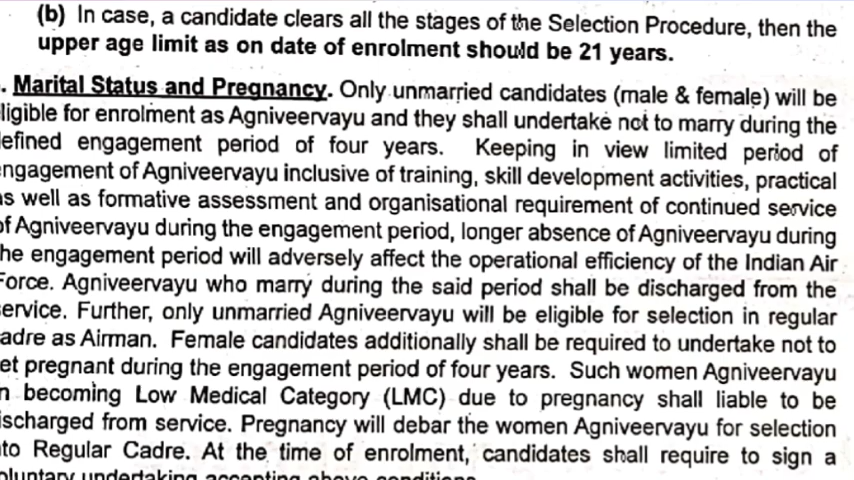 (b) In case, a candidate clears all the stages of the Selection Procedure, then the
upper age limit as on date of enrolment should be 21 years.
. Marital Status and Pregnancy. Only unmarried candidates (male & female) will be
ligible for enrolment as Agniveervayu and they shall undertake not to marry during the
efined engagement period of four years. Keeping in view limited period of
ngagement of Agniveervayu inclusive of training, skill development activities, practical
s well as formative assessment and organisational requirement of continued service
of Agniveervayu during the engagement period, longer absence of Agniveervayu during
he engagement period will adversely affect the operational efficiency of the Indian Air
Force. Agniveervayu who marry during the said period shall be discharged from the
ervice. Further, only unmarried Agniveervayu will be eligible for selection in regular
adre as Airman. Female candidates additionally shall be required to undertake not to
et pregnant during the engagement period of four years. Such women Agniveervayu
n becoming Low Medical Category (LMC) due to pregnancy shall liable to be
ischarged from service. Pregnancy will debar the women Agniveervayu for selection
to Regular Cadre. At the time of enrolment, candidates shall require to sign a
oluntary undertaking accepting above conditions